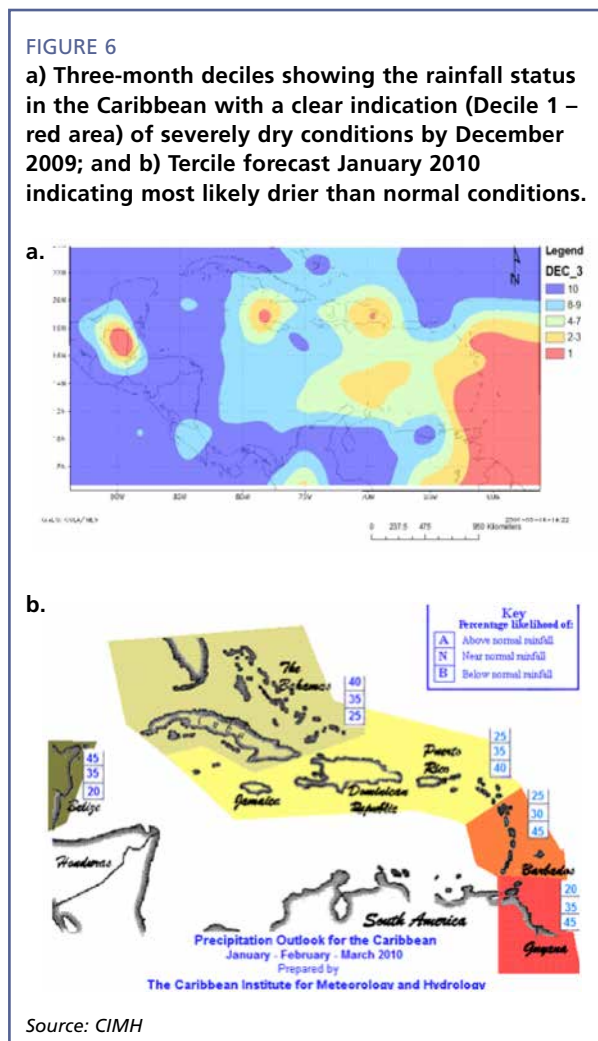 FIGURE 6
a) Three-month deciles showing the rainfall status
in the Caribbean with a clear indication (Decile 1 –
red area) of severely dry conditions by December
2009; and b) Tercile forecast January 2010
indicating most likely drier than normal conditions.
a.
Legend
DEC_3
10
8-9
4-7
2-3
1
N
0 237.5 475 950 Kilometers
b.
Key
Percentage likelihood of:
A Above normal rainfall
N Near normal rainfall
B Below normal rainfall
The
Bahamas
40
35
25
45
35
20
Belize
Puerto
Rico
25
35
40
Jamaica
Dominican
Republic
25
30
45
Honduras
Barbados
20
35
45
South America
Guyana
Precipitation Outlook for the Caribbean
January - February - March 2010
Prepared by
The Caribbean Institute for Meteorology and Hydrology
Source: CIMH